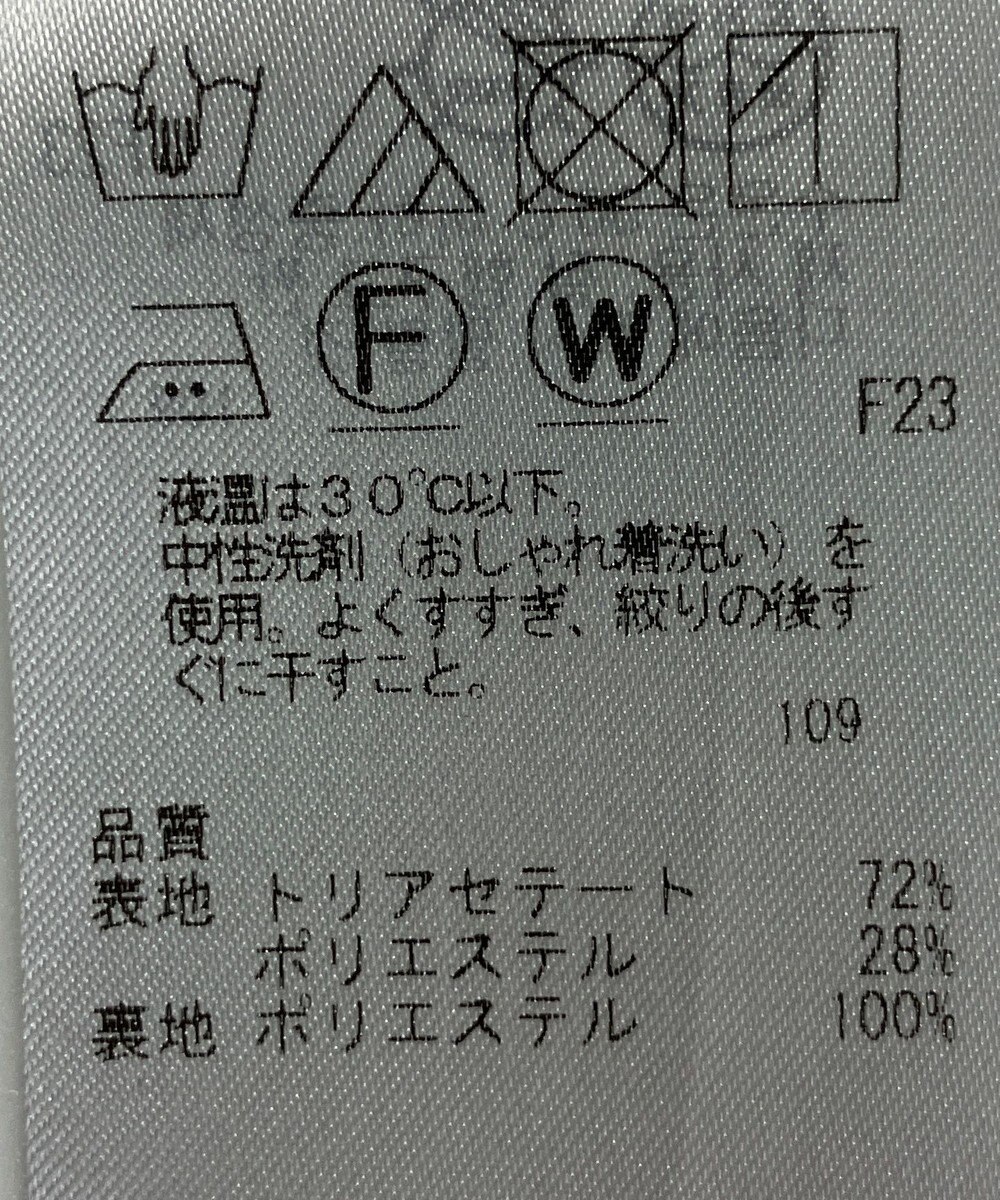 F W
F23
液温は30℃以下。
中性洗剤（おしゃれ着洗い）を
使用。よくすすぎ、絞りの後す
ぐに干すこと。
109
品質
表地 トリアセテート 72%
ポリエステル 28%
裏地 ポリエステル 100%